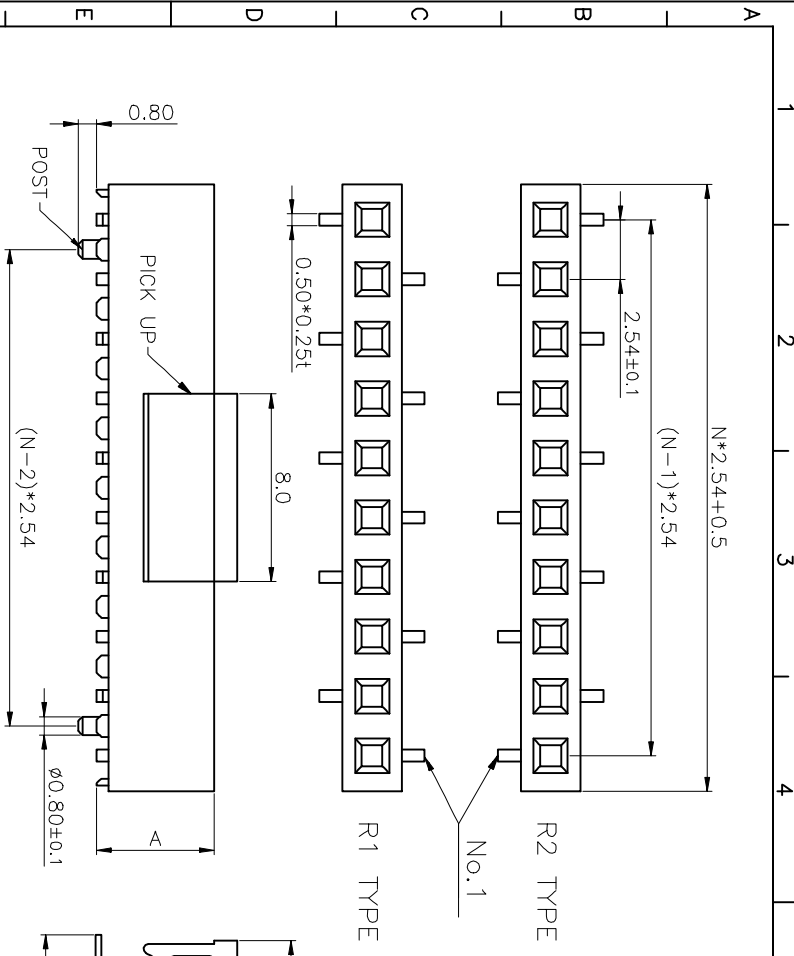 A
B
C
D
E
1
2
3
4
N*2.54+0.5
(N-1)*2.54
2.54±0.1
R2 TYPE
No.1
R1 TYPE
0.50*0.25t
8.0
PICK UP
0.80
POST
A
(N-2)*2.54
ø0.80±0.1